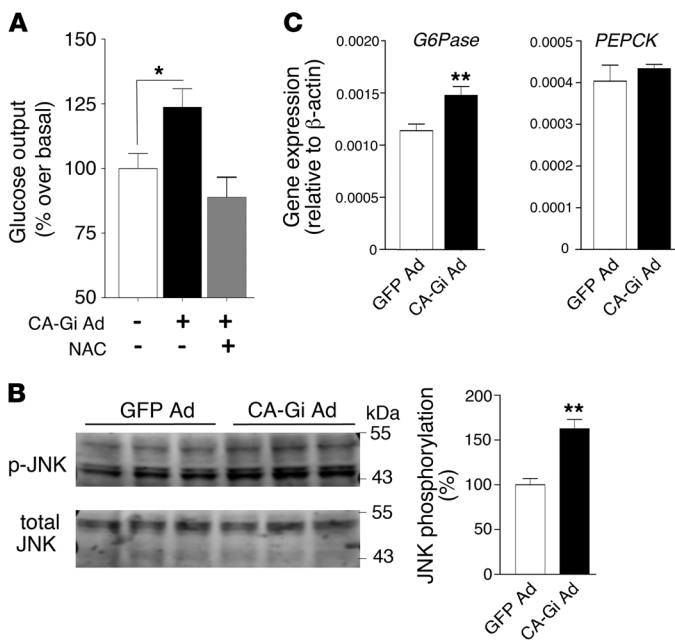 A
150
125
100
75
50
Glucose output
(% over basal)
*
CA-Gi Ad - + +
NAC - - +
C
G6Pase
0.0020
0.0015
0.0010
0.0005
0
Gene expression
(relative to β-actin)
**
GFP Ad
CA-Gi Ad
PEPCK
0.0005
0.0004
0.0003
0.0002
0.0001
0
GFP Ad
CA-Gi Ad
B
GFP Ad CA-Gi Ad kDa
p-JNK
55
43
total
JNK
55
43
JNK phosphorylation
(%)
200
150
100
50
0
**
GFP Ad
CA-Gi Ad